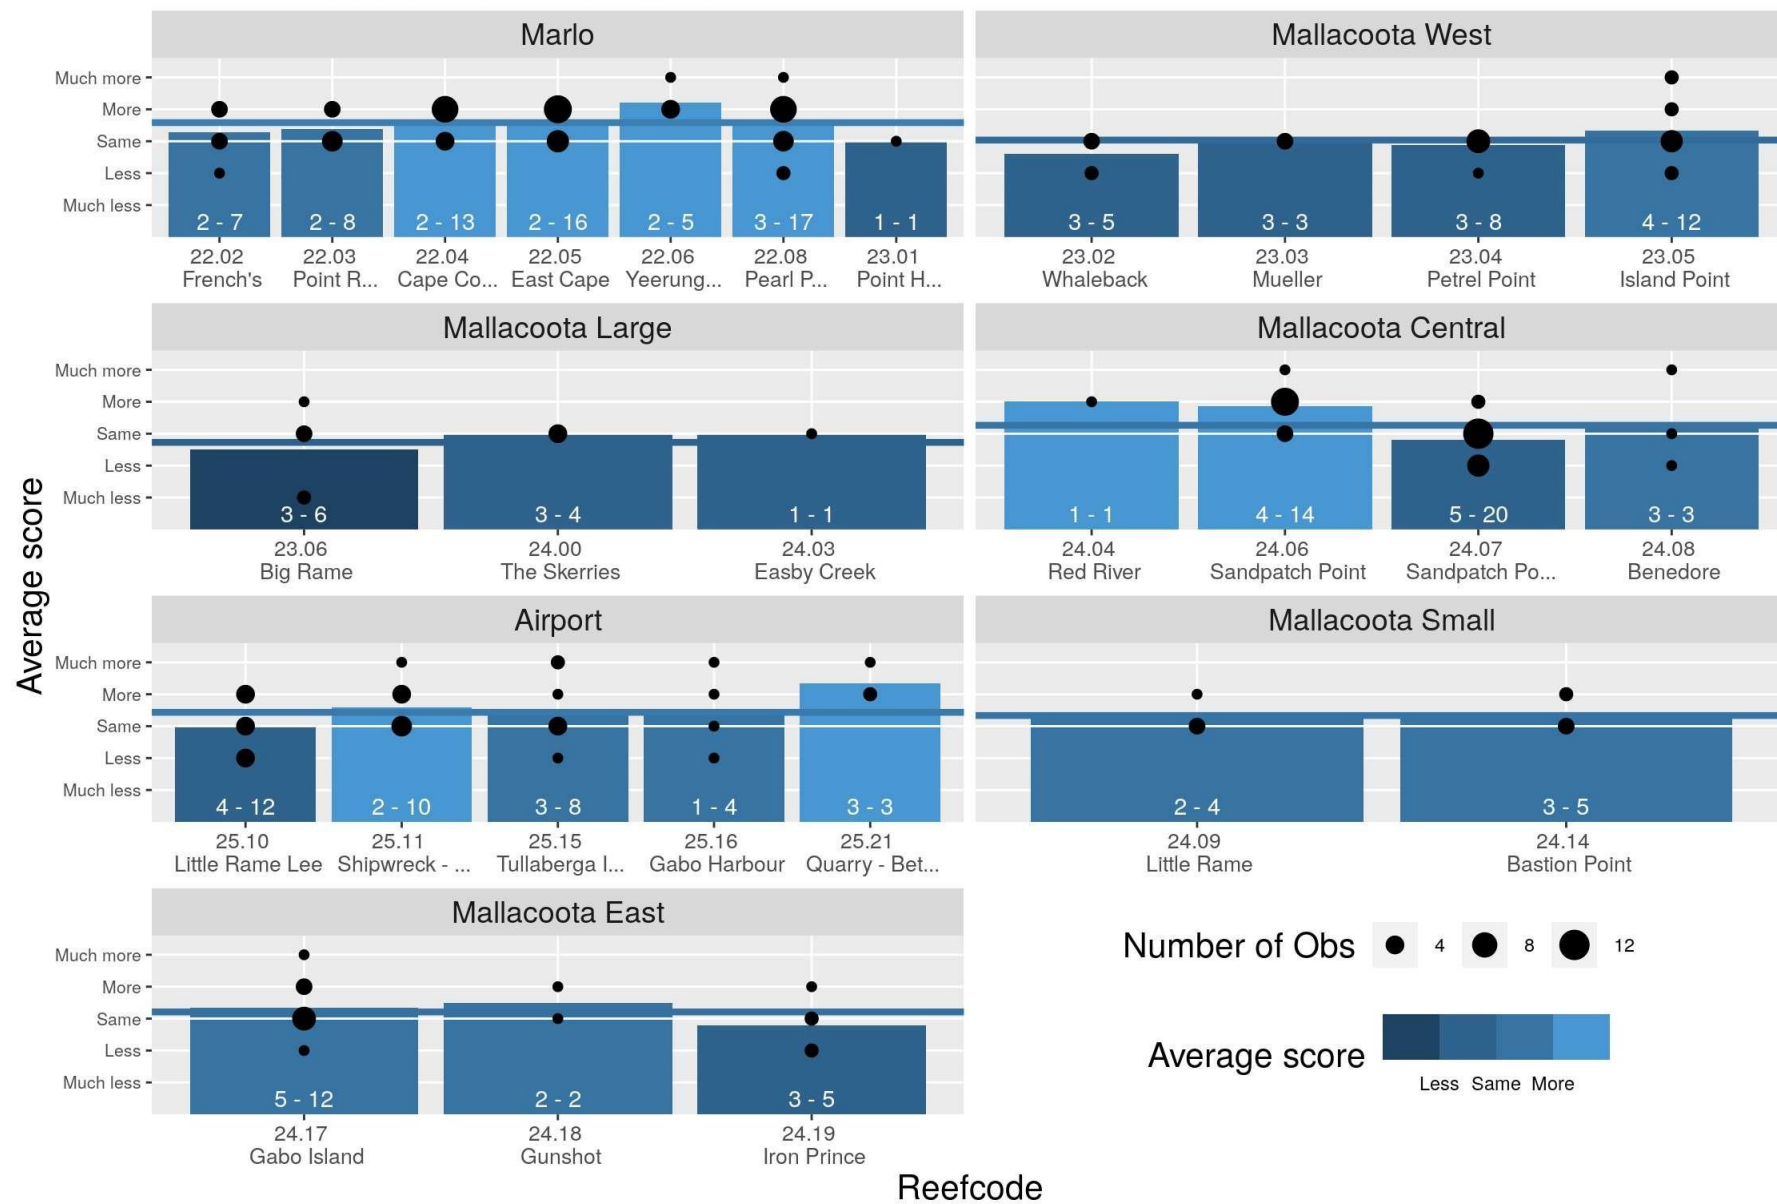 Marlo
Mallacoota West
Much more
More
Same
Less
Much less
2 - 7
2 - 8
2 - 13
2 - 16
2 - 5
3 - 17
1 - 1
3 - 5
3 - 3
3 - 8
4 - 12
22.02
22.03
22.04
22.05
22.06
22.08
23.01
23.02
23.03
23.04
23.05
French's
Point R...
Cape Co...
East Cape
Yeerung...
Pearl P...
Point H...
Whaleback
Mueller
Petrel Point
Island Point
Mallacoota Large
Mallacoota Central
Much more
More
Same
Less
Much less
3 - 6
3 - 4
1 - 1
1 - 1
4 - 14
5 - 20
3 - 3
23.06
24.00
24.03
24.04
24.06
24.07
24.08
Big Rame
The Skerries
Easby Creek
Red River
Sandpatch Point
Sandpatch Po...
Benedore
Average score
Airport
Mallacoota Small
Much more
More
Same
Less
Much less
4 - 12
2 - 10
3 - 8
1 - 4
3 - 3
2 - 4
3 - 5
25.10
25.11
25.15
25.16
25.21
24.09
24.14
Little Rame Lee
Shipwreck - ...
Tullaberga I...
Gabo Harbour
Quarry - Bet...
Little Rame
Bastion Point
Mallacoota East
Much more
More
Same
Less
Much less
5 - 12
2 - 2
3 - 5
24.17
24.18
24.19
Gabo Island
Gunshot
Iron Prince
Number of Obs
4
8
12
Average score
Less Same More
Reefcode